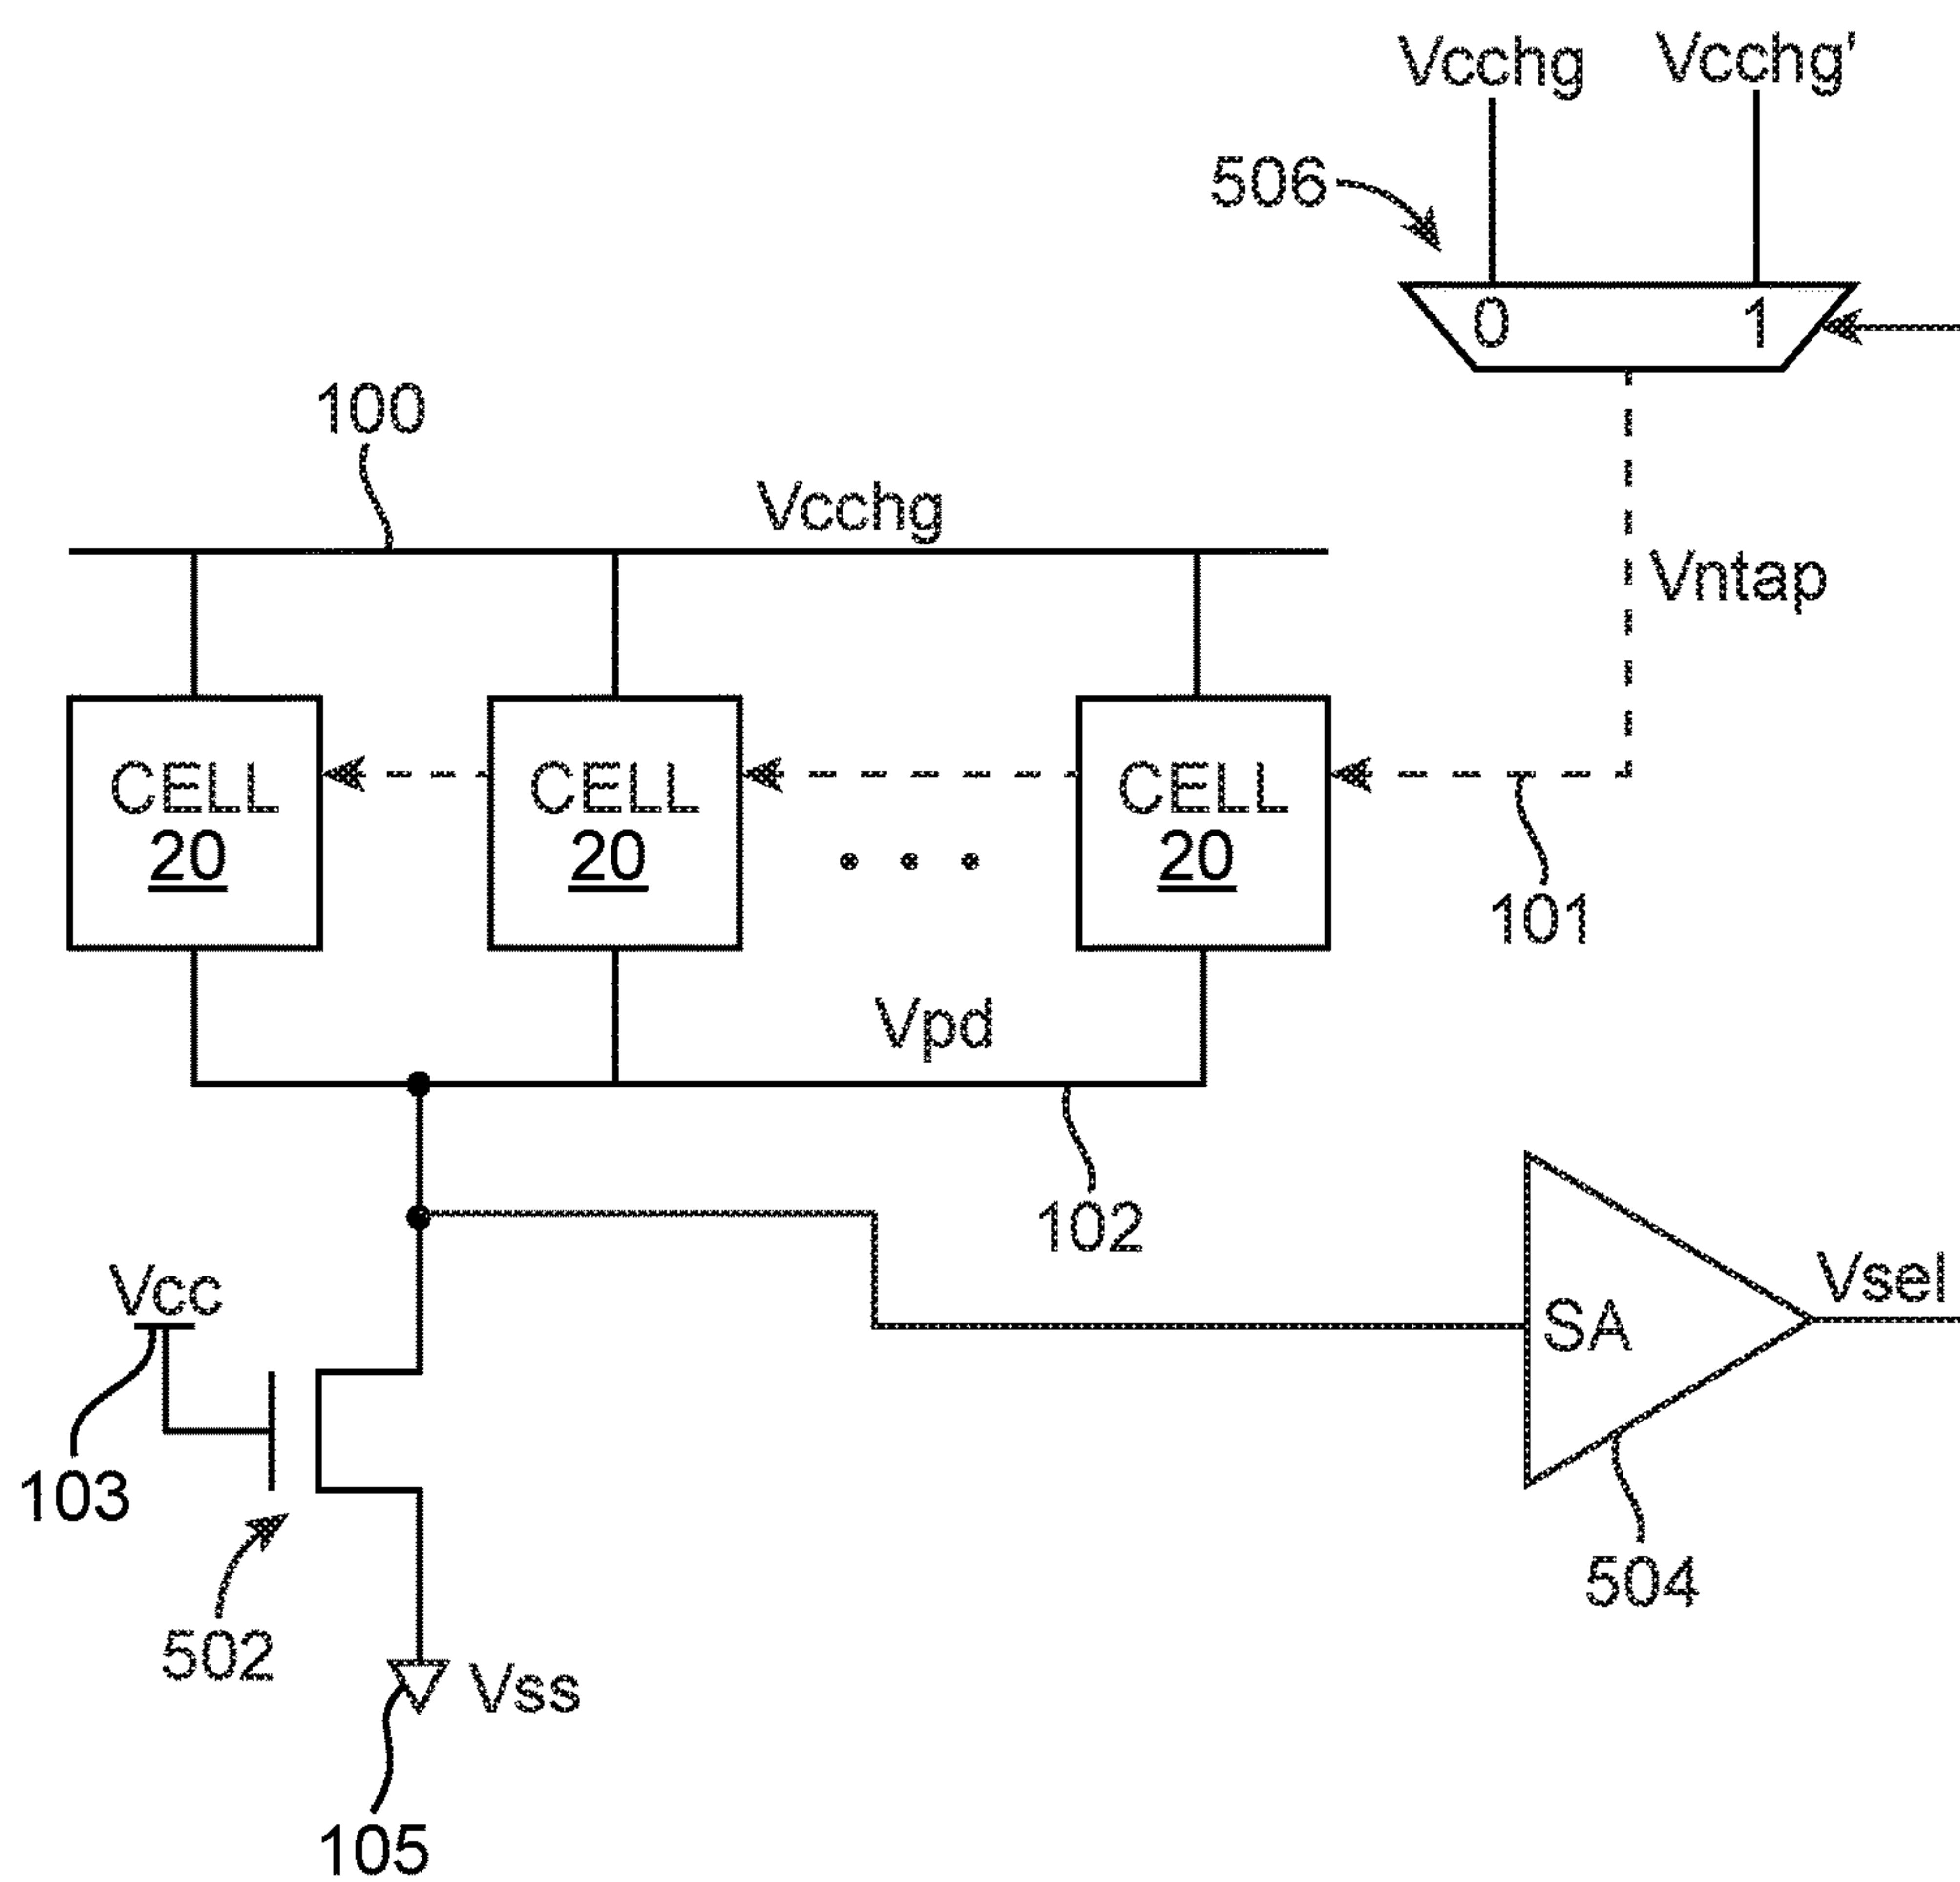 Vcchg Vcchg'
506
0 1
100
Vcchg
Vntap
CELL CELL CELL
20 20 • • • 20
101
Vpd
102
Vcc
Vsel
SA
103
504
502
Vss
105